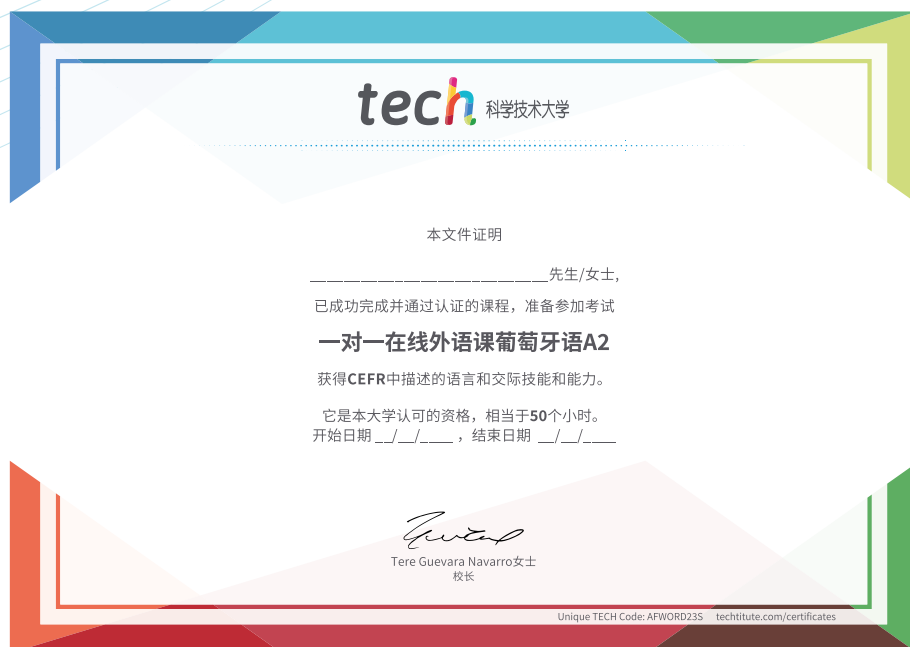 tech 科学技术大学
本文件证明
____________________________先生/女士,
已成功完成并通过认证的课程，准备参加考试
一对一在线外语课葡萄牙语A2
获得CEFR中描述的语言和交际技能和能力。
它是本大学认可的资格，相当于50个小时。
开始日期 __/__/____ ，结束日期 __/__/____
Tere Guevara Navarro女士
校长
Unique TECH Code: AFWORD23S techtitute.com/certificates